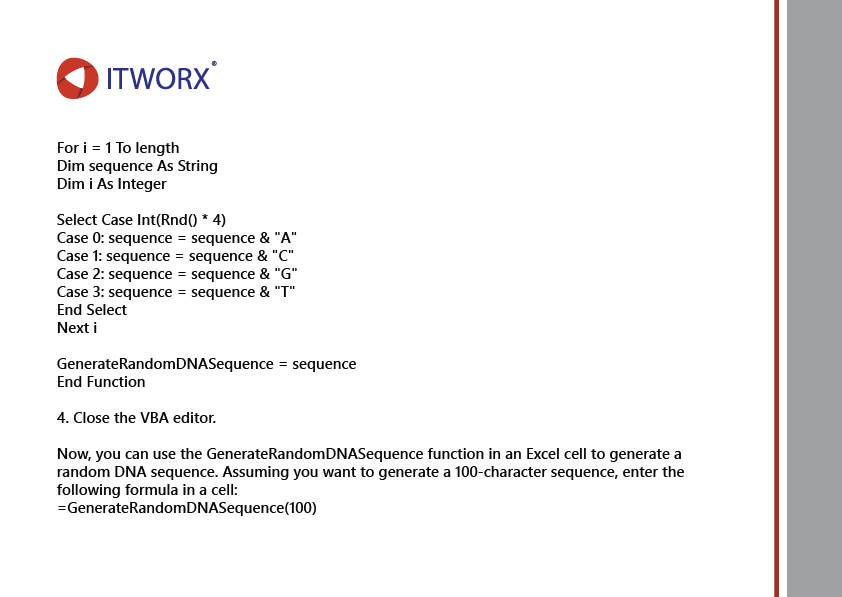 ITWORX®
For i = 1 To length
Dim sequence As String
Dim i As Integer
Select Case Int(Rnd() * 4)
Case 0: sequence = sequence & "A"
Case 1: sequence = sequence & "C"
Case 2: sequence = sequence & "G"
Case 3: sequence = sequence & "T"
End Select
Next i
GenerateRandomDNASequence = sequence
End Function
4. Close the VBA editor.
Now, you can use the GenerateRandomDNASequence function in an Excel cell to generate a
random DNA sequence. Assuming you want to generate a 100-character sequence, enter the
following formula in a cell:
=GenerateRandomDNASequence(100)